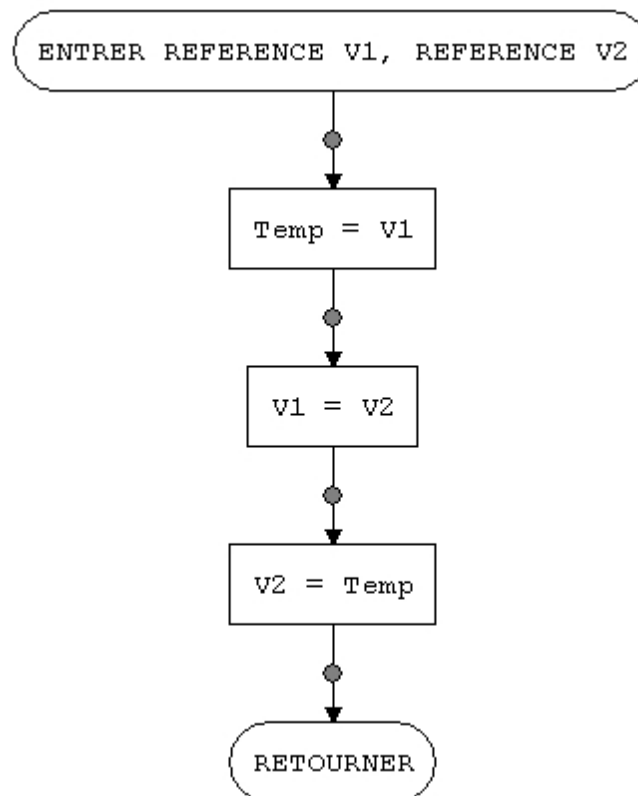 ENTRER REFERENCE V1, REFERENCE V2
Temp = V1
V1 = V2
V2 = Temp
RETOURNER